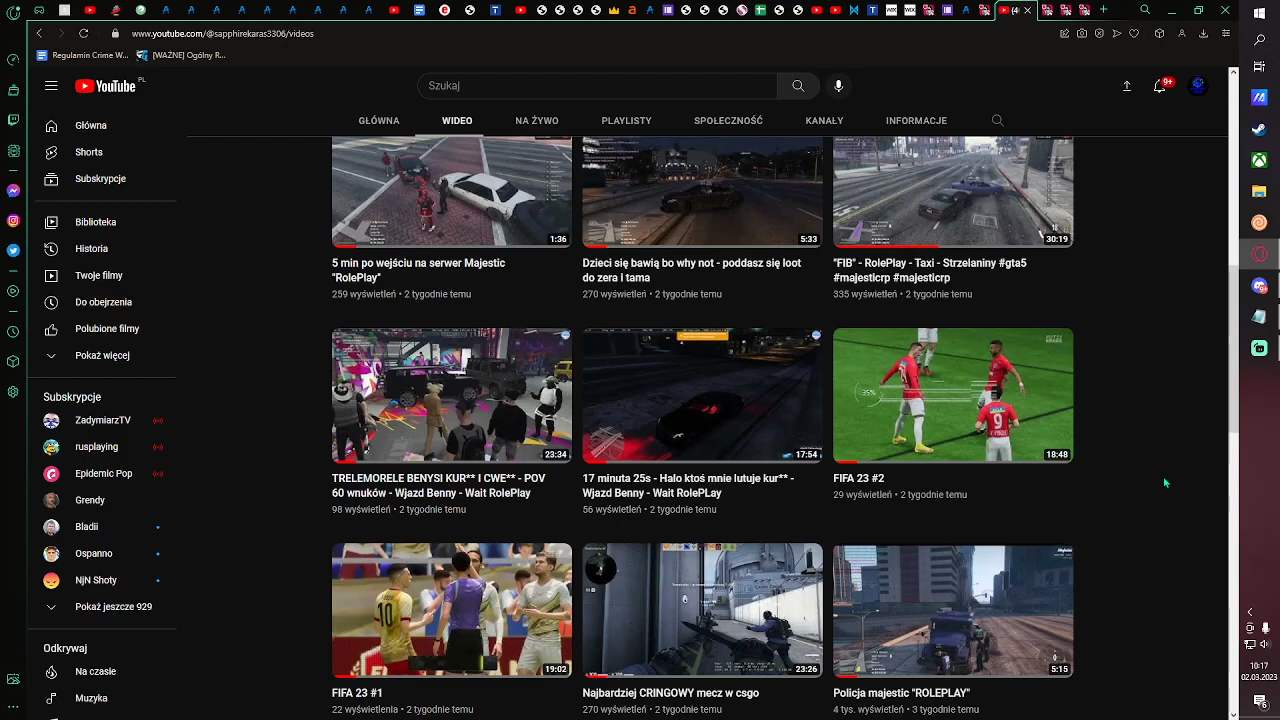 (4
www.youtube.com/@sapphirekaras3306/videos
Regulamin Crime W...
[WAŻNE] Ogólny R...
YouTube PL
Szukaj
9+
GŁÓWNA
WIDEO
NA ŻYWO
PLAYLISTY
SPOŁECZNOŚĆ
KANAŁY
INFORMACJE
Główna
Shorts
Subskrypcje
Biblioteka
Historia
Twoje filmy
Do obejrzenia
Polubione filmy
Pokaż więcej
Subskrypcje
ZadymiarzTV
rusplaying
Epidemic Pop
Grendy
Bladii
Ospanno
NjN Shoty
Pokaż jeszcze 929
Odkrywaj
Na czasie
Muzyka
1:36
5 min po wejściu na serwer Majestic
"RolePlay"
259 wyświetleń • 2 tygodnie temu
5:33
Dzieci się bawią bo why not - poddasz się loot
do zera I tama
270 wyświetleń • 2 tygodnie temu
30:19
"FIB" - RolePlay - Taxi - Strzelaniny #gta5
#majesticrp #majestlcrp
335 wyświetleń • 2 tygodnie temu
23:34
TRELEMORELE BENYSI KUR** I CWE** - POV
60 wnuków - Wjazd Benny - Wait RolePlay
98 wyświetleń • 2 tygodnie temu
17:54
17 minuta 25s - Halo ktoś mnie lutuje kur** -
Wjazd Benny - Wait RolePLay
56 wyświetleń • 2 tygodnie temu
35%
9
18:48
FIFA 23 #2
29 wyświetleń • 2 tygodnie temu
10
19:02
FIFA 23 #1
22 wyświetlenia • 2 tygodnie temu
23:26
Najbardziej CRINGOWY mecz w csgo
270 wyświetleń • 2 tygodnie temu
5:15
Policja majestic "ROLEPLAY"
4 tys. wyświetleń • 3 tygodnie temu
10:17
02.03.2023